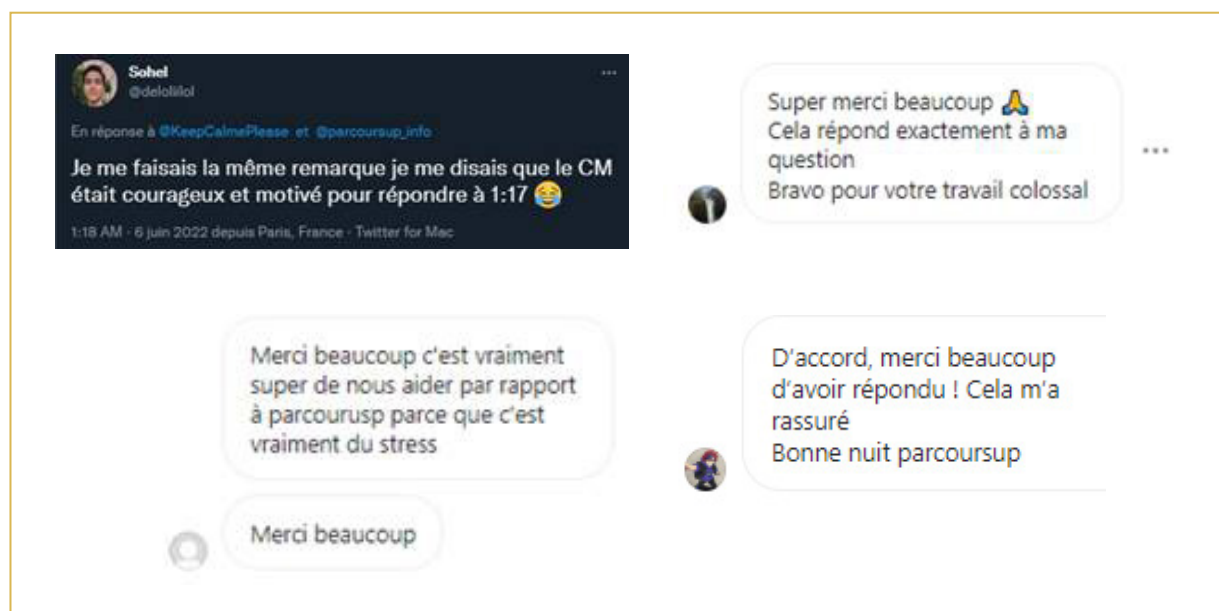 Sohel
@delolilol
En réponse à @KeepCalmePlease et @parcoursup_info
Je me faisais la même remarque je me disais que le CM
était courageux et motivé pour répondre à 1:17 😂
1:18 AM · 6 juin 2022 depuis Paris, France · Twitter for Mac
Super merci beaucoup 🙏
Cela répond exactement à ma
question
Bravo pour votre travail colossal
Merci beaucoup c'est vraiment
super de nous aider par rapport
à parcourusp parce que c'est
vraiment du stress
Merci beaucoup
D'accord, merci beaucoup
d'avoir répondu ! Cela m'a
rassuré
Bonne nuit parcoursup